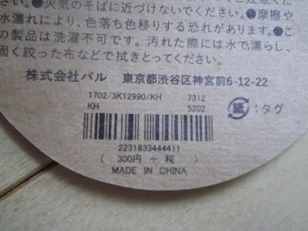 ●火気のそばに近づけないでください。●摩擦や
水濡れにより、色落ち色移りする恐れがあります。●こ
の製品は洗濯不可です。汚れた際には水で濡らし、
固く絞った布などで拭きとってください。
株式会社パル 東京都渋谷区神宮前6-12-22
1702/3K12990/KH 7312
KH 5202
紙:タグ
2231833444411
( 300円 + 税 )
MADE IN CHINA